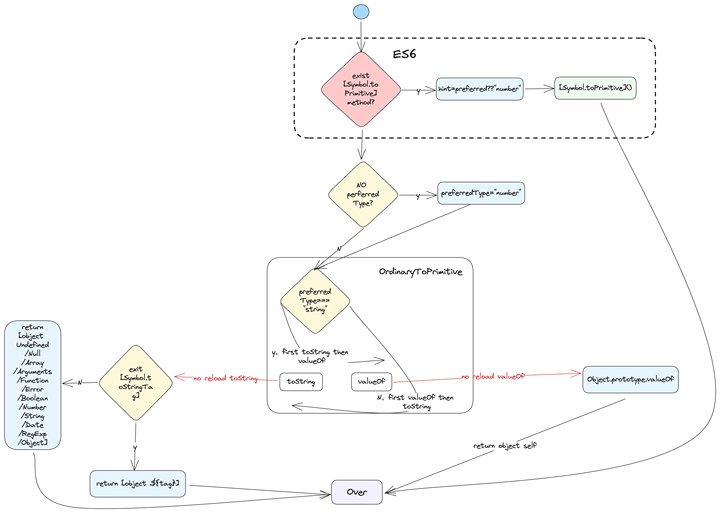 ES6
exist
[Symbol.to
Primitive]
method?
y
hint=preferred??"number"
[Symbol.toPrimitive]()
NO
perferred
Type?
y
preferredType="number"
N
OrdinaryToPrimitive
preferred
Type===
"string"
y, first toString then
valueOf
toString
valueOf
N, first valueOf then
toString
no reload toString
no reload valueOf
Object.prototype.valueOf
return object self
exit
[Symbol.t
oStringTa
g]
N
y
return
[object
Undefined
/Null
/Array
/Arguments
/Function
/Error
/Boolean
/Number
/String
/Date
/RegExp
/Object]
return [object ${tag}]
Over